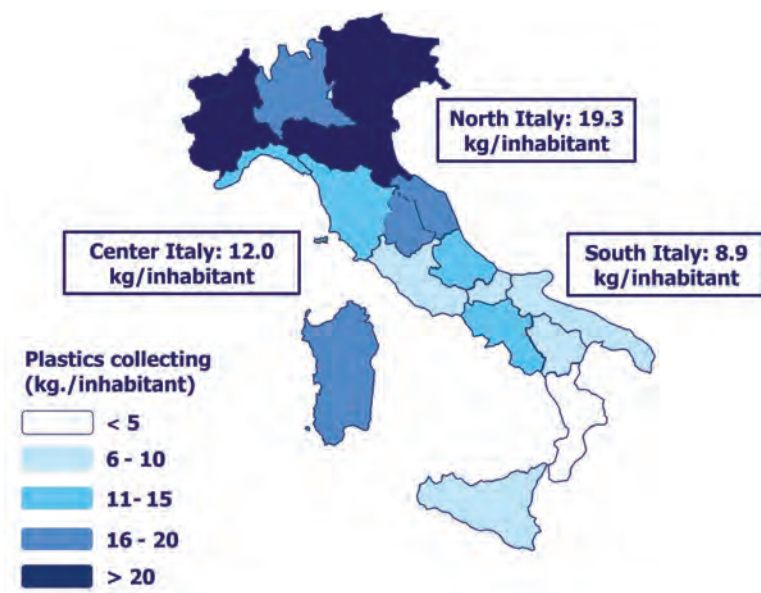 North Italy: 19.3
kg/inhabitant
Center Italy: 12.0
kg/inhabitant
South Italy: 8.9
kg/inhabitant
Plastics collecting
(kg./inhabitant)
< 5
6 - 10
11- 15
16 - 20
> 20